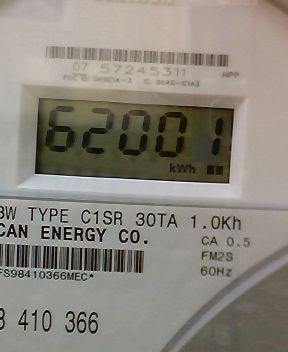 07 57245311 HPP
62001
kWh
3W TYPE C1SR 30TA 1.0Kh
CAN ENERGY CO.
CA 0.5
FM2S
60Hz
FS98410366MEC*
3 410 366